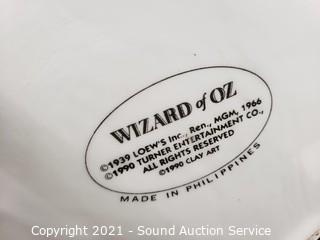 WIZARD of OZ
©1939 LOEW'S Inc., Ren., MGM, 1966
©1990 TURNER ENTERTAINMENT CO.,
ALL RIGHTS RESERVED
©1990 CLAY ART
MADE IN PHILIPPINES
Copyright 2021 - Sound Auction Service